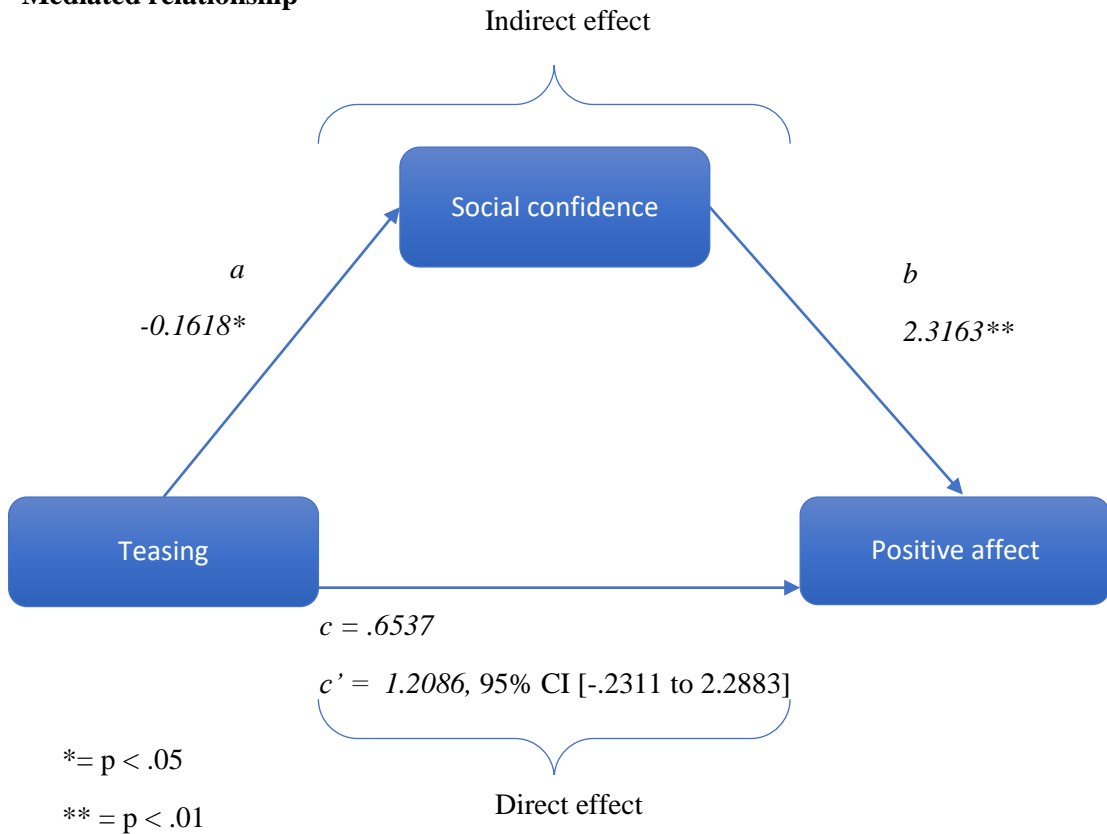 Mediated relationship
Indirect effect
Social confidence
a
-0.1618*
b
2.3163**
Teasing
Positive affect
c = .6537
c’ = 1.2086, 95% CI [-.2311 to 2.2883]
*= p < .05
** = p < .01
Direct effect